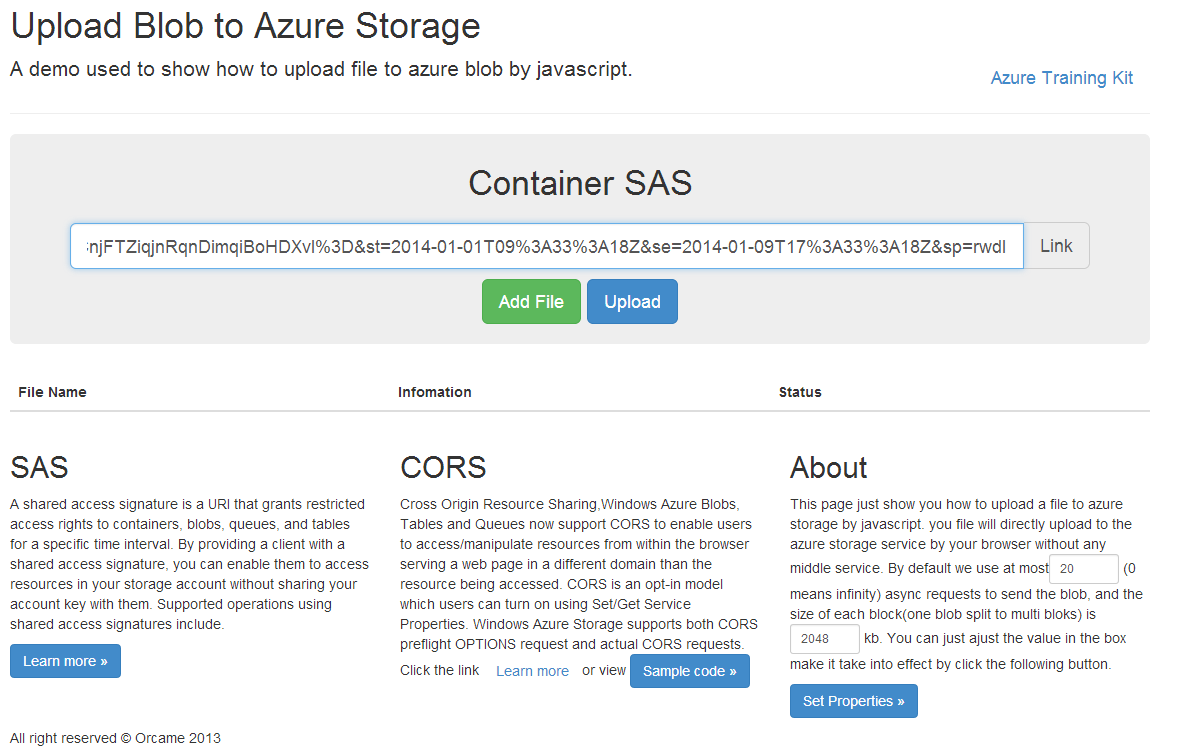 Upload Blob to Azure Storage
A demo used to show how to upload file to azure blob by javascript.
Azure Training Kit
Container SAS
njFTZiqjnRqnDimqiBoHDXvI%3D&st=2014-01-01T09%3A33%3A18Z&se=2014-01-09T17%3A33%3A18Z&sp=rwdl
Link
Add File
Upload
File Name
Infomation
Status
SAS
A shared access signature is a URI that grants restricted
access rights to containers, blobs, queues, and tables
for a specific time interval. By providing a client with a
shared access signature, you can enable them to access
resources in your storage account without sharing your
account key with them. Supported operations using
shared access signatures include.
Learn more »
CORS
Cross Origin Resource Sharing,Windows Azure Blobs,
Tables and Queues now support CORS to enable users
to access/manipulate resources from within the browser
serving a web page in a different domain than the
resource being accessed. CORS is an opt-in model
which users can turn on using Set/Get Service
Properties. Windows Azure Storage supports both CORS
preflight OPTIONS request and actual CORS requests.
Click the link Learn more or view Sample code »
About
This page just show you how to upload a file to azure
storage by javascript. you file will directly upload to the
azure storage service by your browser without any
middle service. By default we use at most 20 (0
means infinity) async requests to send the blob, and the
size of each block(one blob split to multi bloks) is
2048 kb. You can just ajust the value in the box
make it take into effect by click the following button.
Set Properties »
All right reserved © Orcame 2013